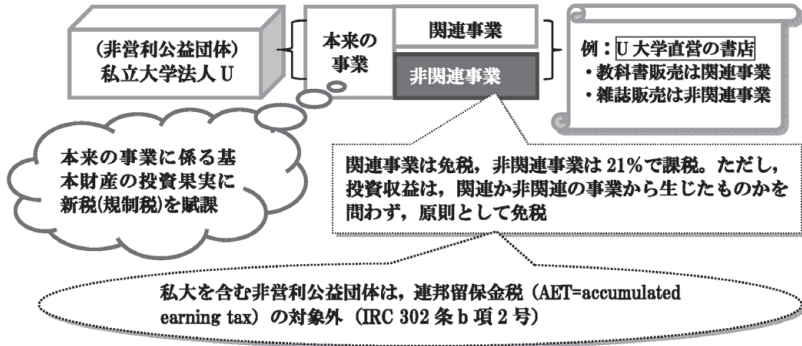 (非営利公益団体)
私立大学法人 U
本来の
事業
関連事業
非関連事業
例：U 大学直営の書店
・教科書販売は関連事業
・雑誌販売は非関連事業
本来の事業に係る基
本財産の投資果実に
新税(規制税)を賦課
関連事業は免税，非関連事業は 21％で課税。ただし，
投資収益は，関連か非関連の事業から生じたものかを
問わず，原則として免税
私大を含む非営利公益団体は，連邦留保金税（AET=accumulated
earning tax）の対象外（IRC 302 条 b 項 2 号）